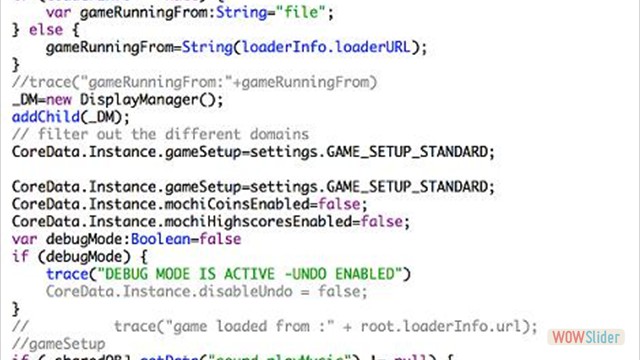 var gameRunningFrom:String="file";
} else {
gameRunningFrom=String(loaderInfo.loaderURL);
}
//trace("gameRunningFrom:"+gameRunningFrom)
_DM=new DisplayManager();
addChild(_DM);
// filter out the different domains
CoreData.Instance.gameSetup=settings.GAME_SETUP_STANDARD;
CoreData.Instance.gameSetup=settings.GAME_SETUP_STANDARD;
CoreData.Instance.mochiCoinsEnabled=false;
CoreData.Instance.mochiHighscoresEnabled=false;
var debugMode:Boolean=false
if (debugMode) {
trace("DEBUG MODE IS ACTIVE -UNDO ENABLED")
CoreData.Instance.disableUndo = false;
}
// trace("game loaded from :" + root.loaderInfo.url);
//gameSetup
WOWSlider